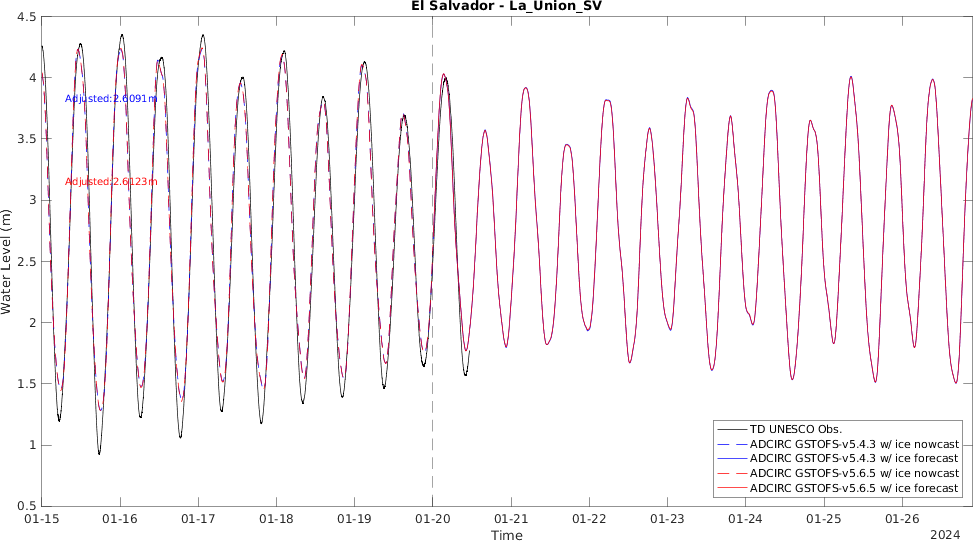 El Salvador - La_Union_SV
4.5
4
3.5
3
2.5
2
1.5
1
0.5
Water Level (m)
Adjusted:2.6091m
Adjusted:2.6123m
TD UNESCO Obs.
ADCIRC GSTOFS-v5.4.3 w/ ice nowcast
ADCIRC GSTOFS-v5.4.3 w/ ice forecast
ADCIRC GSTOFS-v5.6.5 w/ ice nowcast
ADCIRC GSTOFS-v5.6.5 w/ ice forecast
01-15 01-16 01-17 01-18 01-19 01-20 01-21 01-22 01-23 01-24 01-25 01-26
Time
2024